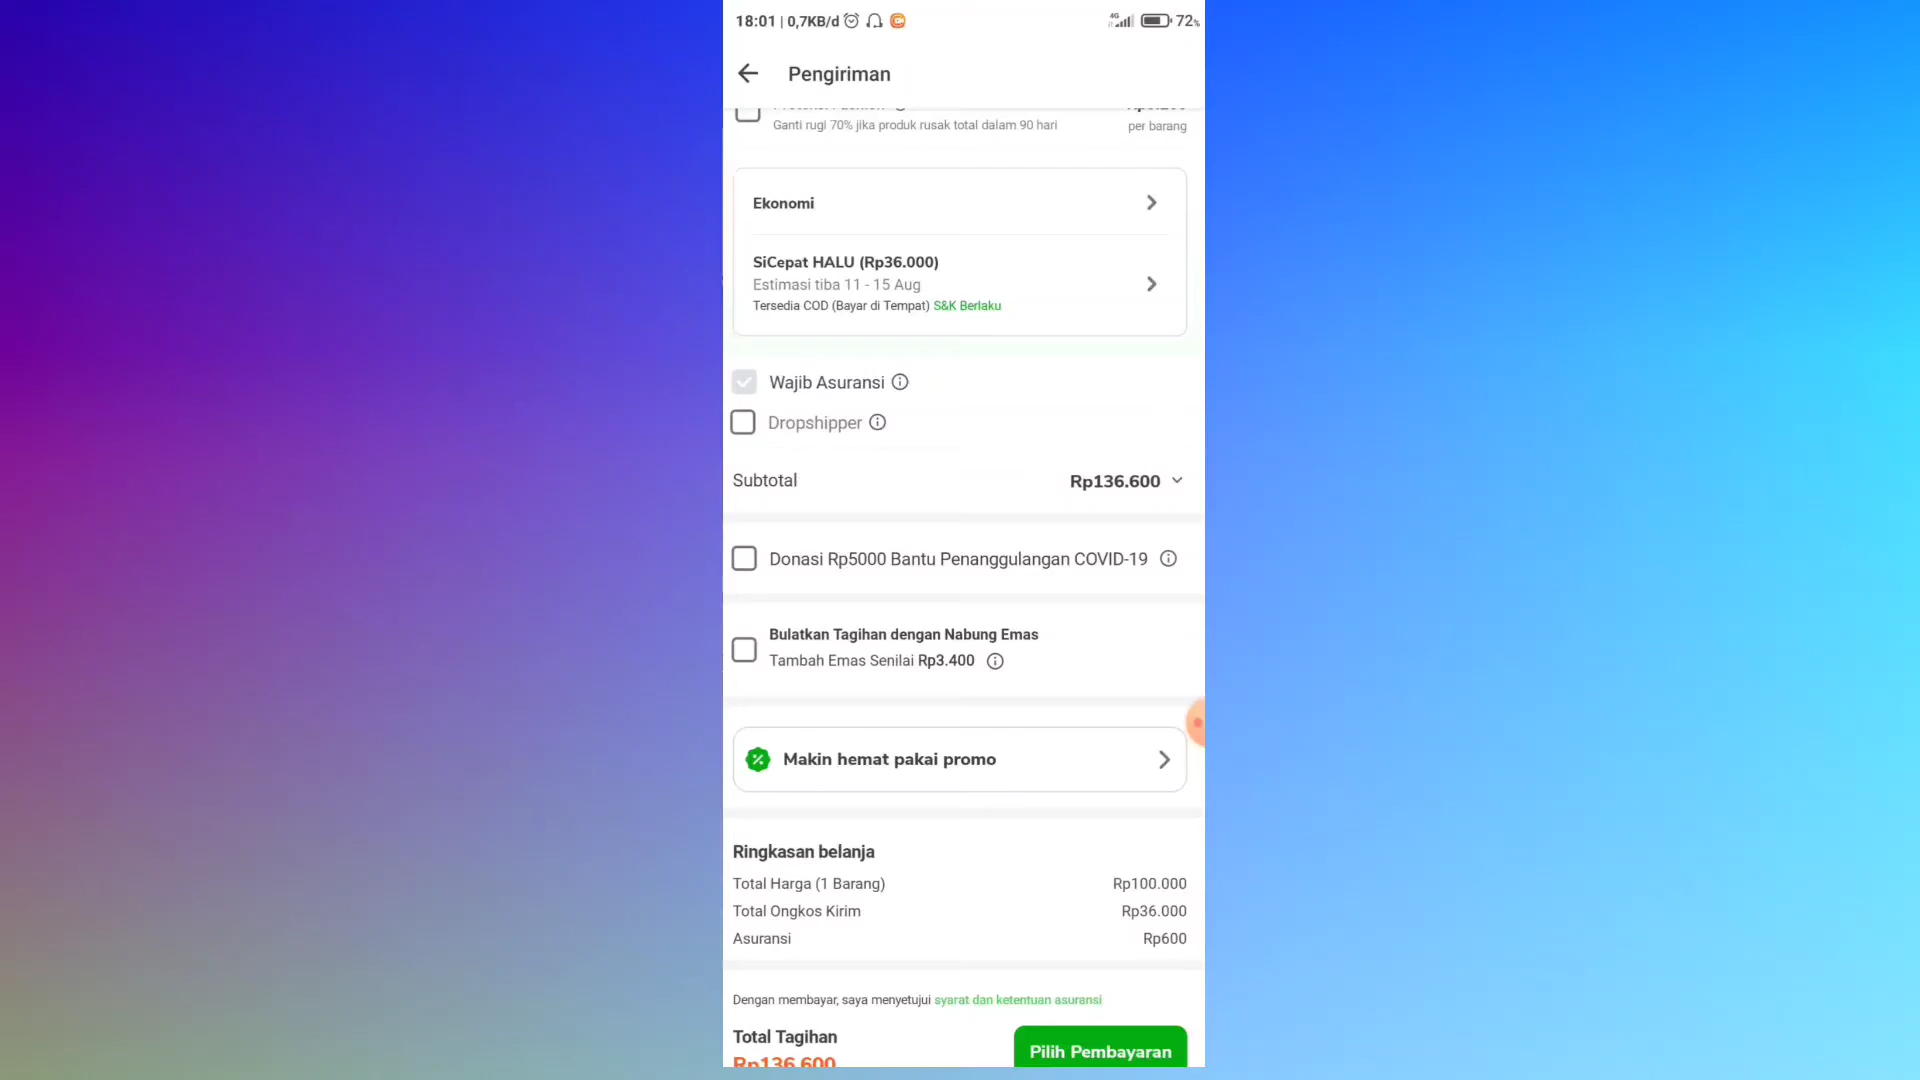 18:01 | 0,7KB/d
4G 72%
Pengiriman
Ganti rugi 70% jika produk rusak total dalam 90 hari
per barang
Ekonomi
SiCepat HALU (Rp36.000)
Estimasi tiba 11 - 15 Aug
Tersedia COD (Bayar di Tempat) S&K Berlaku
Wajib Asuransi
Dropshipper
Subtotal Rp136.600
Donasi Rp5000 Bantu Penanggulangan COVID-19
Bulatkan Tagihan dengan Nabung Emas
Tambah Emas Senilai Rp3.400
Makin hemat pakai promo
Ringkasan belanja
Total Harga (1 Barang) Rp100.000
Total Ongkos Kirim Rp36.000
Asuransi Rp600
Dengan membayar, saya menyetujui syarat dan ketentuan asuransi
Total Tagihan
Rp136.600
Pilih Pembayaran